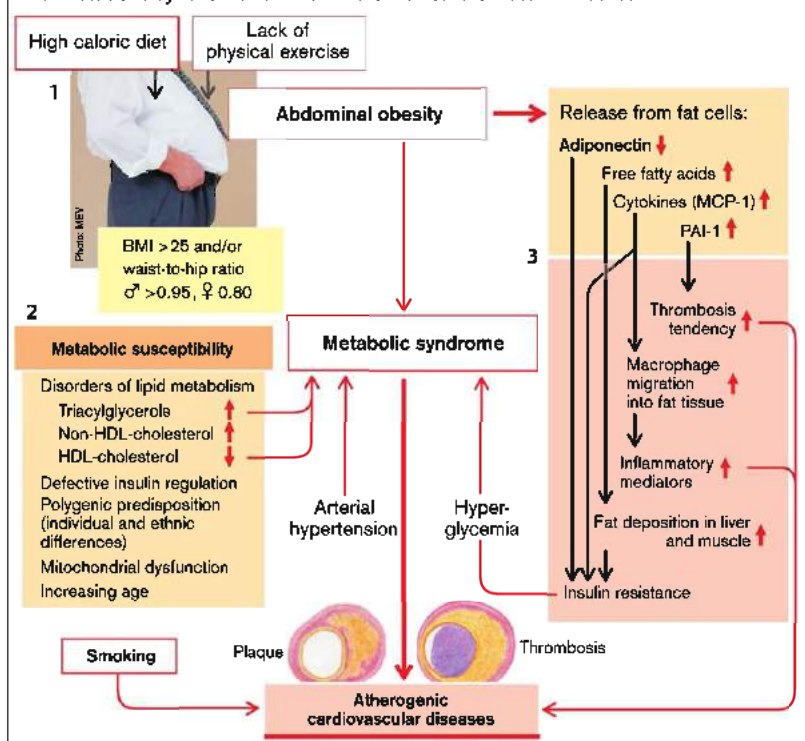 High caloric diet
Lack of
physical exercise
1
Abdominal obesity
Photo: MEV
BMI >25 and/or
waist-to-hip ratio
♂ >0.95, ♀ 0.80
Release from fat cells:
Adiponectin
Free fatty acids
Cytokines (MCP-1)
PAI-1
3
Thrombosis
tendency
Macrophage
migration
into fat tissue
Inflammatory
mediators
Fat deposition in liver
and muscle
Insulin resistance
2
Metabolic susceptibility
Disorders of lipid metabolism
Triacylglycerols
Non-HDL-cholesterol
HDL-cholesterol
Defective insulin regulation
Polygenic predisposition
(individual and ethnic
differences)
Mitochondrial dysfunction
Increasing age
Metabolic syndrome
Arterial
hypertension
Hyper-
glycemia
Smoking
Plaque
Thrombosis
Atherogenic
cardiovascular diseases